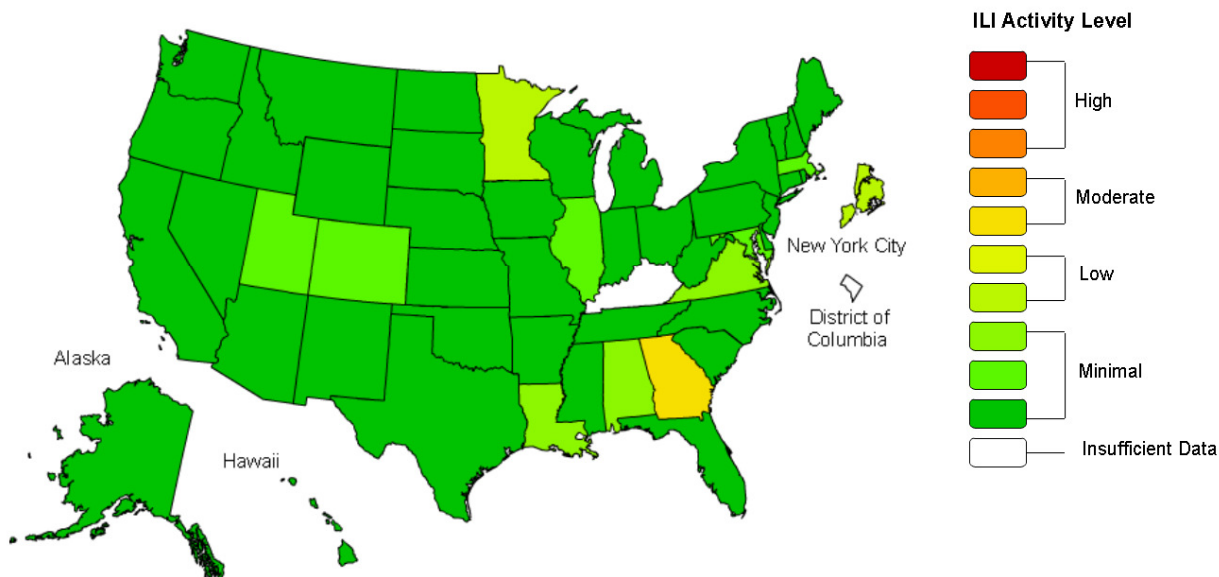 ILI Activity Level
High
Moderate
Low
Minimal
Insufficient Data
New York City
District of
Columbia
Alaska
Hawaii